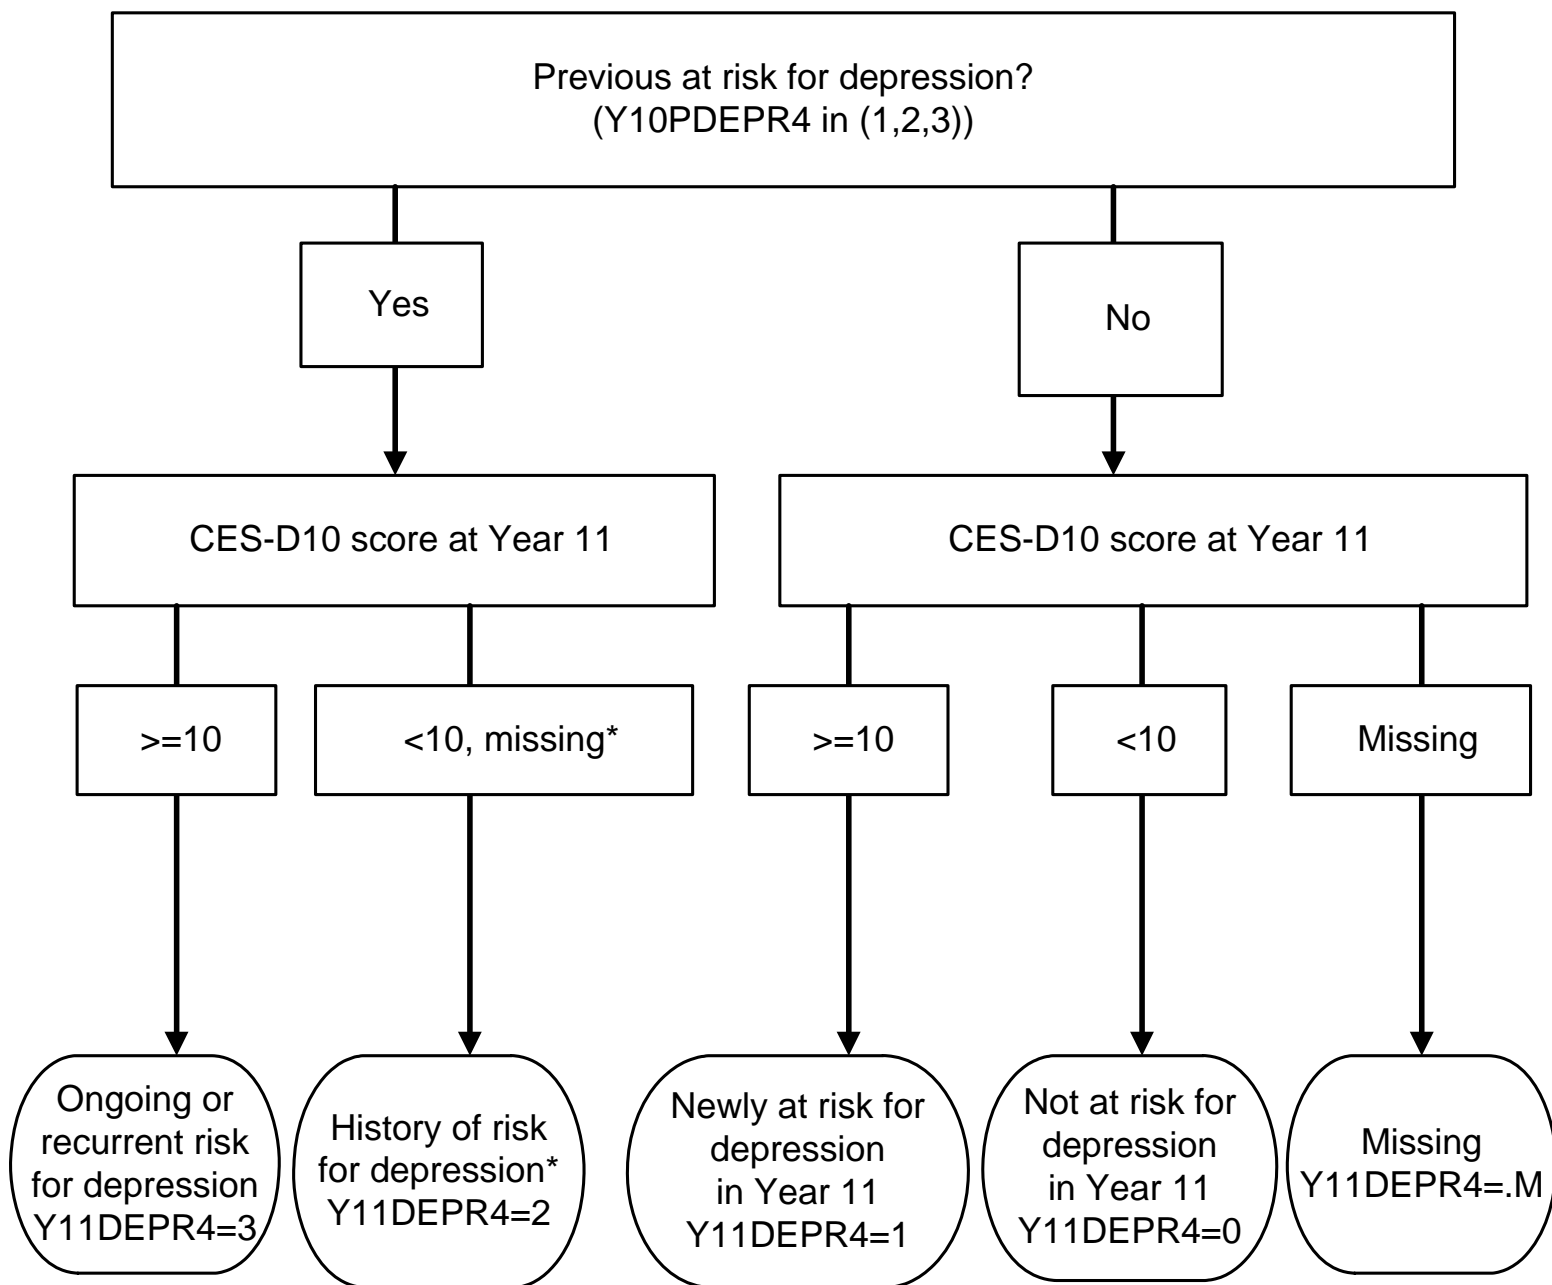 Previous at risk for depression?
(Y10PDEPR4 in (1,2,3))
Yes
No
CES-D10 score at Year 11
CES-D10 score at Year 11
>=10
<10, missing*
>=10
<10
Missing
Ongoing or
recurrent risk
for depression
Y11DEPR4=3
History of risk
for depression*
Y11DEPR4=2
Newly at risk for
depression
in Year 11
Y11DEPR4=1
Not at risk for
depression
in Year 11
Y11DEPR4=0
Missing
Y11DEPR4=.M